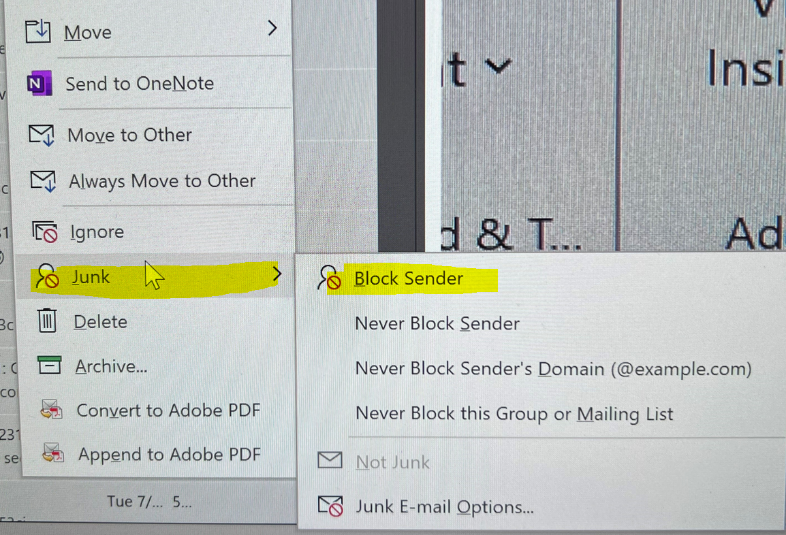 Move
Send to OneNote
Move to Other
Always Move to Other
Ignore
Junk
Delete
Archive...
Convert to Adobe PDF
Append to Adobe PDF
Tue 7/... 5...
Block Sender
Never Block Sender
Never Block Sender's Domain (@example.com)
Never Block this Group or Mailing List
Not Junk
Junk E-mail Options...
& T...